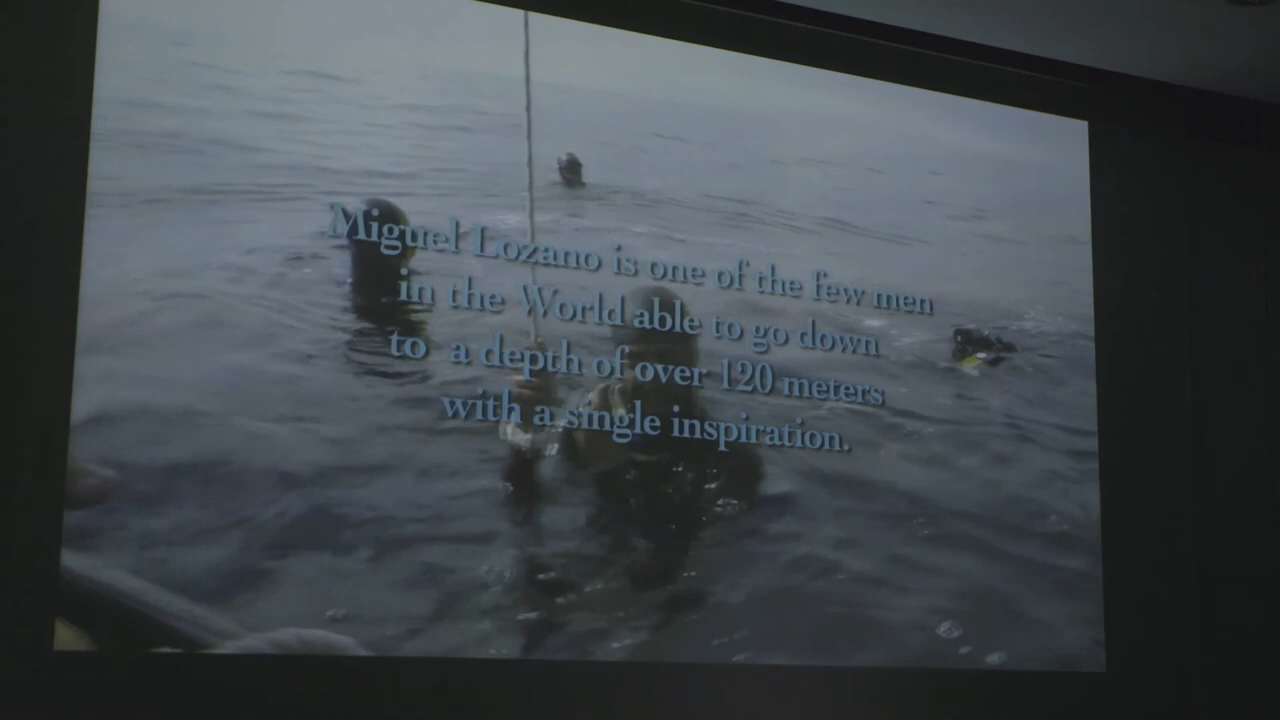 Miguel Lozano is one of the few men
in the World able to go down
to a depth of over 120 meters
with a single inspiration.